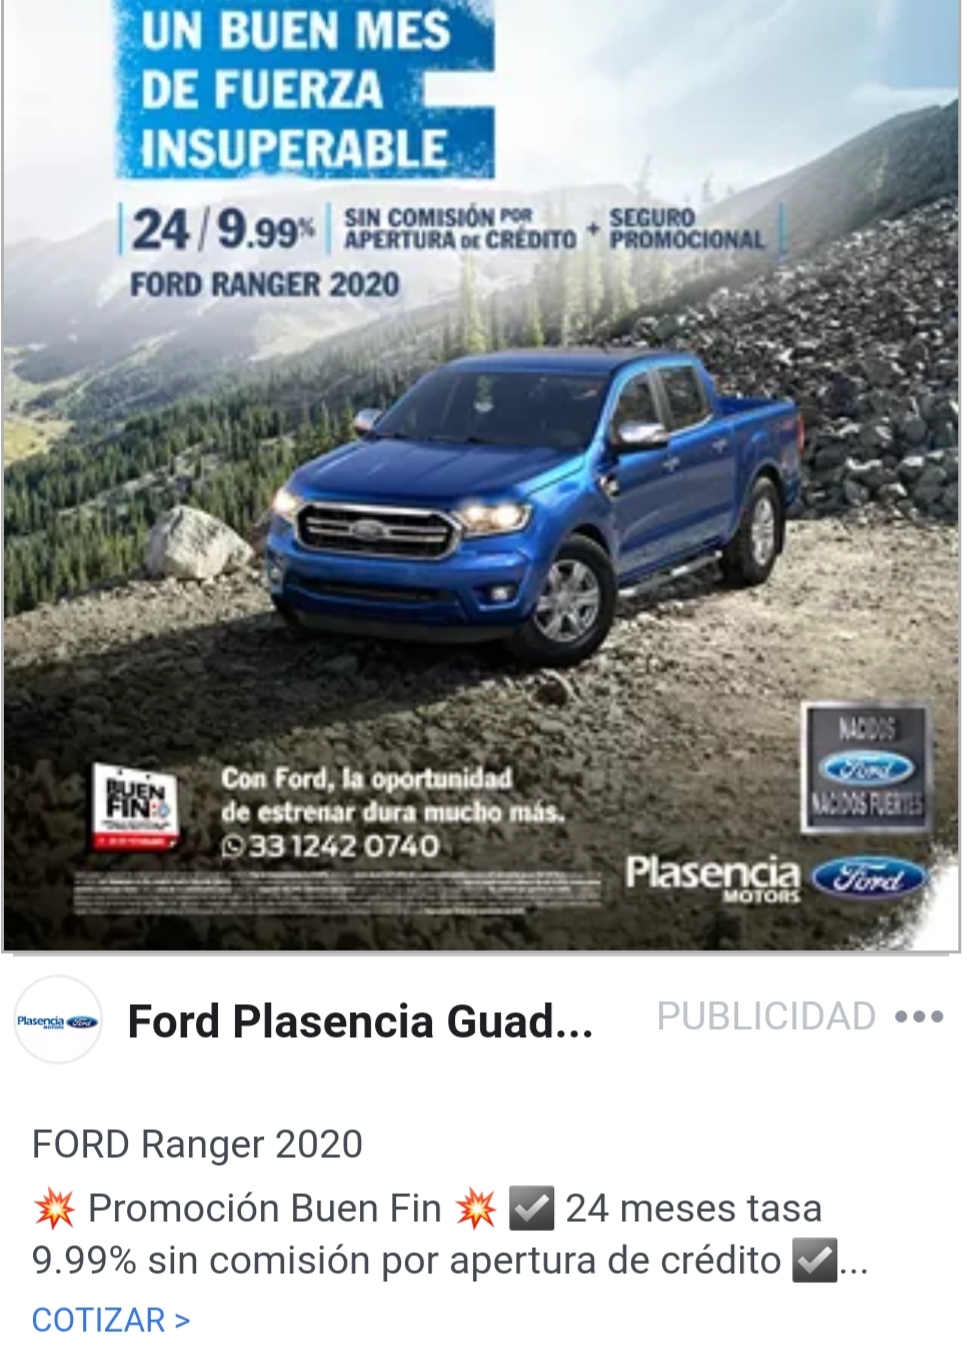 UN BUEN MES
DE FUERZA
INSUPERABLE
24/9.99%
SIN COMISIÓN POR
APERTURA DE CRÉDITO
+
SEGURO
PROMOCIONAL
FORD RANGER 2020
BUEN
FIN
Con Ford, la oportunidad
de estrenar dura mucho más.
33 1242 0740
NACIDOS
Ford
NACIDOS FUERTES
Plasencia
MOTORS
Ford
Plasencia
MOTORS
Ford
Ford Plasencia Guad...
PUBLICIDAD •••
FORD Ranger 2020
💥 Promoción Buen Fin 💥 ☑ 24 meses tasa
9.99% sin comisión por apertura de crédito ☑...
COTIZAR >